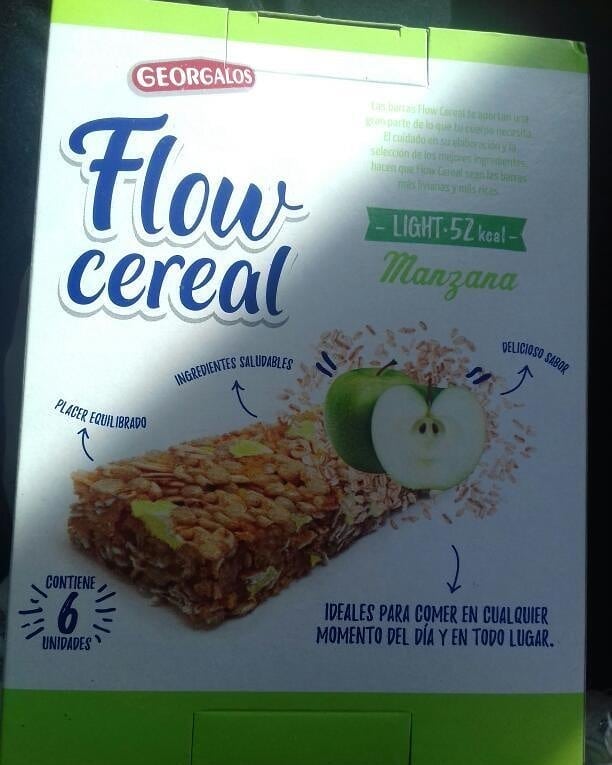 GEORGALOS
Flow
cereal
Las barras Flow Cereal te aportan una
gran parte de lo que tu cuerpo necesita.
El cuidado en su elaboración y la
selección de los mejores ingredientes,
hacen que Flow Cereal sean las barras
más livianas y más ricas.
- LIGHT·52 kcal -
Manzana
DELICIOSO SABOR
INGREDIENTES SALUDABLES
PLACER EQUILIBRADO
CONTIENE
6
UNIDADES
IDEALES PARA COMER EN CUALQUIER
MOMENTO DEL DÍA Y EN TODO LUGAR.